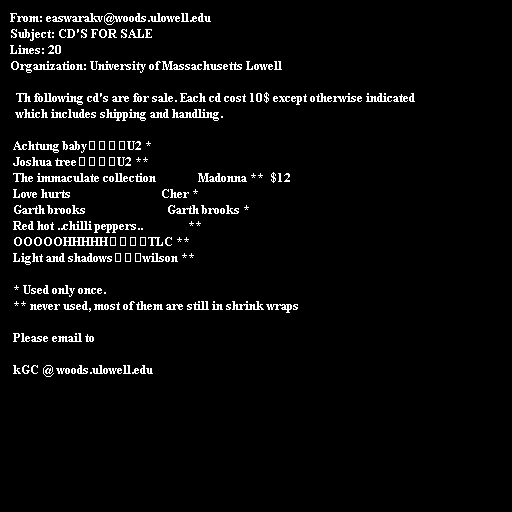 From: easwarakv@woods.ulowell.edu
Subject: CD'S FOR SALE
Lines: 20
Organization: University of Massachusetts Lowell

Th following cd's are for sale. Each cd cost 10$ except otherwise indicated
which includes shipping and handling.

Achtung baby▯▯▯▯U2 *
Joshua tree▯▯▯▯U2 **
The immaculate collection Madonna ** $12
Love hurts Cher *
Garth brooks Garth brooks *
Red hot ..chilli peppers.. **
OOOOOHHHHH▯▯▯▯TLC **
Light and shadows▯▯▯wilson **

* Used only once.
** never used, most of them are still in shrink wraps

Please email to

kGC @ woods.ulowell.edu